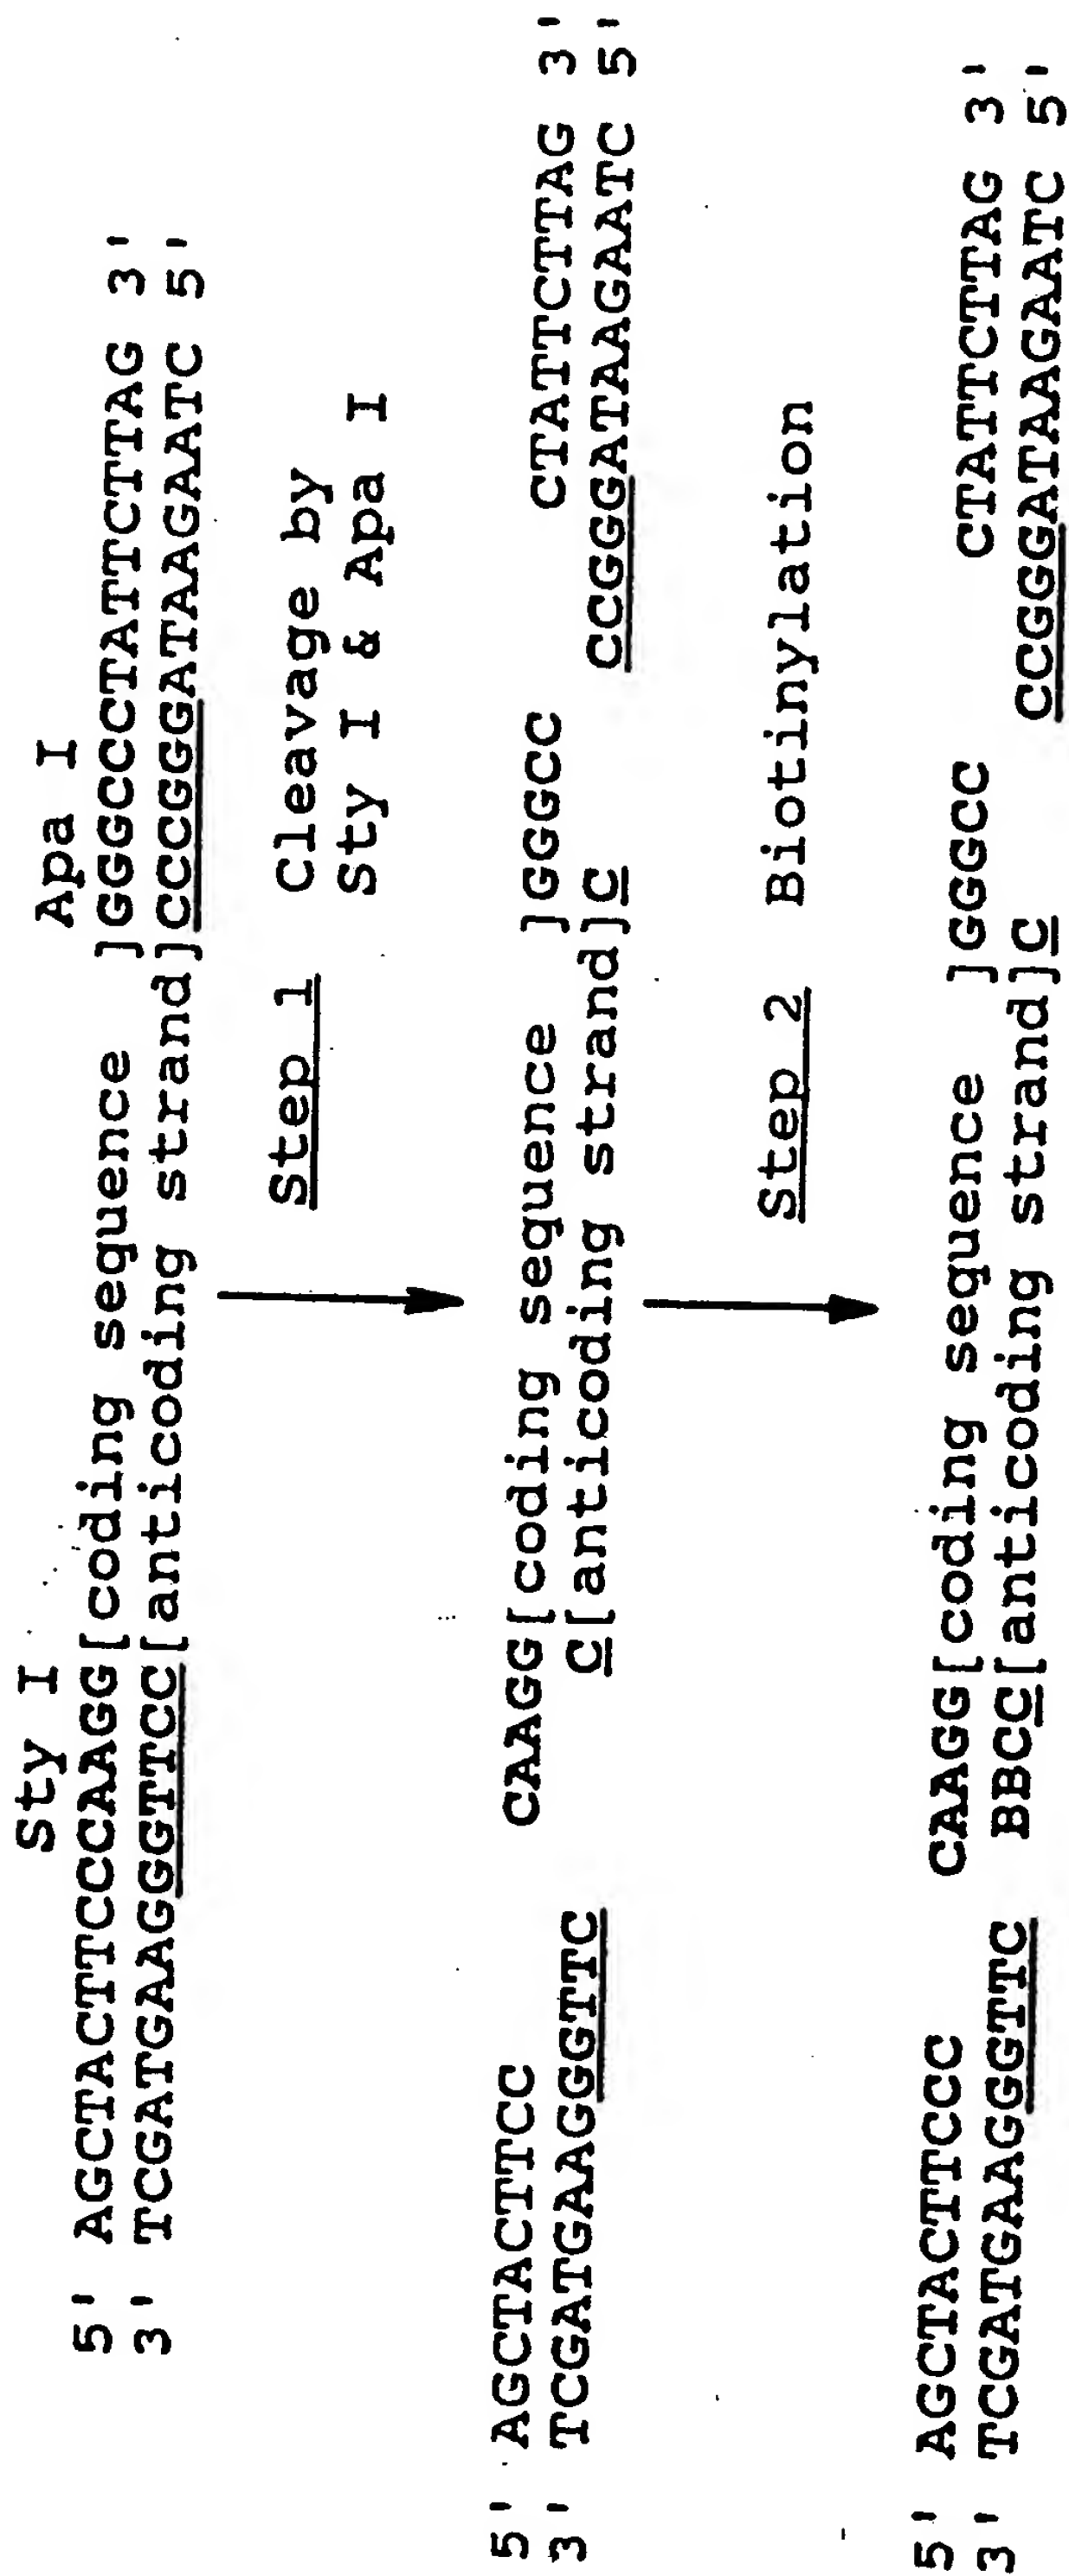 Sty I Apa I
5' AGCTACTTCCCAAGG[coding sequence ]GGGCCCTATTCTTAG 3'
3' TCGATGAAGGGTTCC[anticoding strand]CCCGGGATAAGAATC 5'
Step 1 Cleavage by
Sty I & Apa I
5' AGCTACTTCC CAAGG[coding sequence ]GGGCC CTATTCTTAG 3'
3' TCGATGAAGGGTTC C[anticoding strand]C CCGGGATAAGAATC 5'
Step 2 Biotinylation
5' AGCTACTTCCC CAAGG[coding sequence ]GGGCC CTATTCTTAG 3'
3' TCGATGAAGGGTTC BBCC[anticoding strand]C CCGGGATAAGAATC 5'